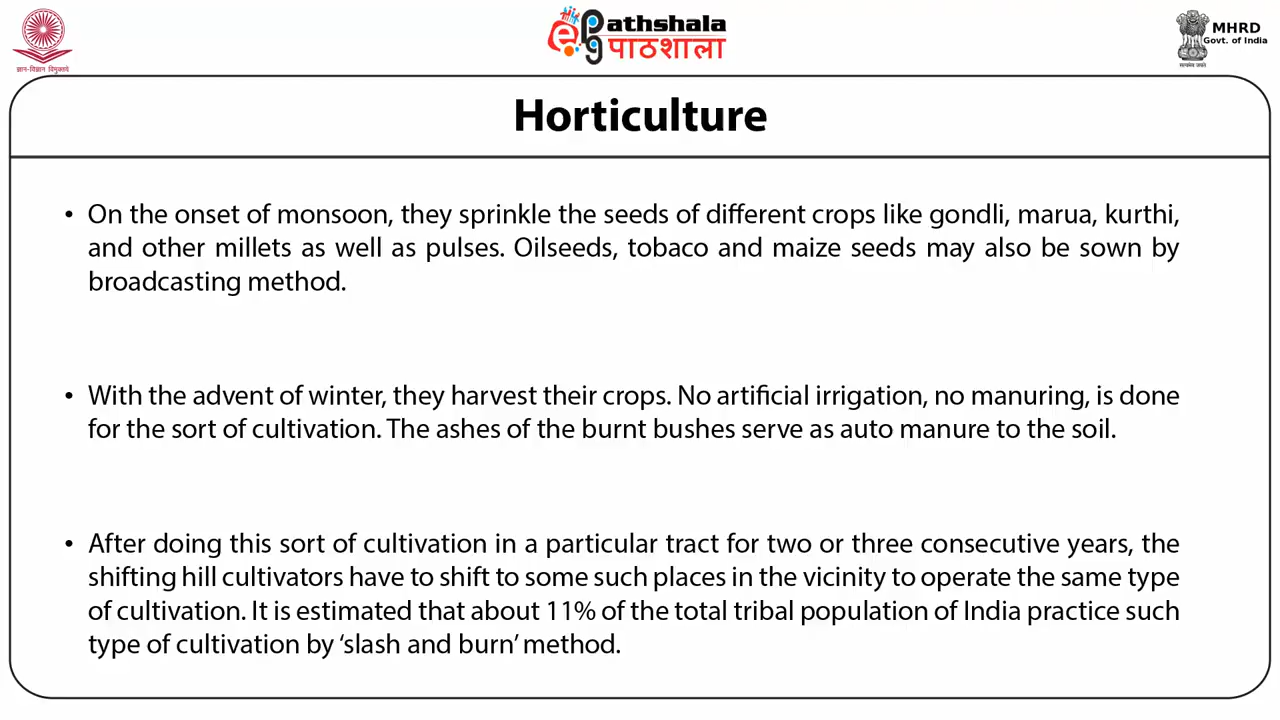 ज्ञान-विज्ञान विमुक्तये
ePathshala
पाठशाला
MHRD
Govt. of India
सत्यमेव जयते
Horticulture
• On the onset of monsoon, they sprinkle the seeds of different crops like gondli, marua, kurthi,
and other millets as well as pulses. Oilseeds, tobaco and maize seeds may also be sown by
broadcasting method.
• With the advent of winter, they harvest their crops. No artificial irrigation, no manuring, is done
for the sort of cultivation. The ashes of the burnt bushes serve as auto manure to the soil.
• After doing this sort of cultivation in a particular tract for two or three consecutive years, the
shifting hill cultivators have to shift to some such places in the vicinity to operate the same type
of cultivation. It is estimated that about 11% of the total tribal population of India practice such
type of cultivation by ‘slash and burn’ method.